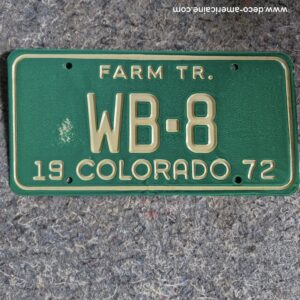 www.deco-americaine.com
FARM TR.
WB-8
19 COLORADO 72